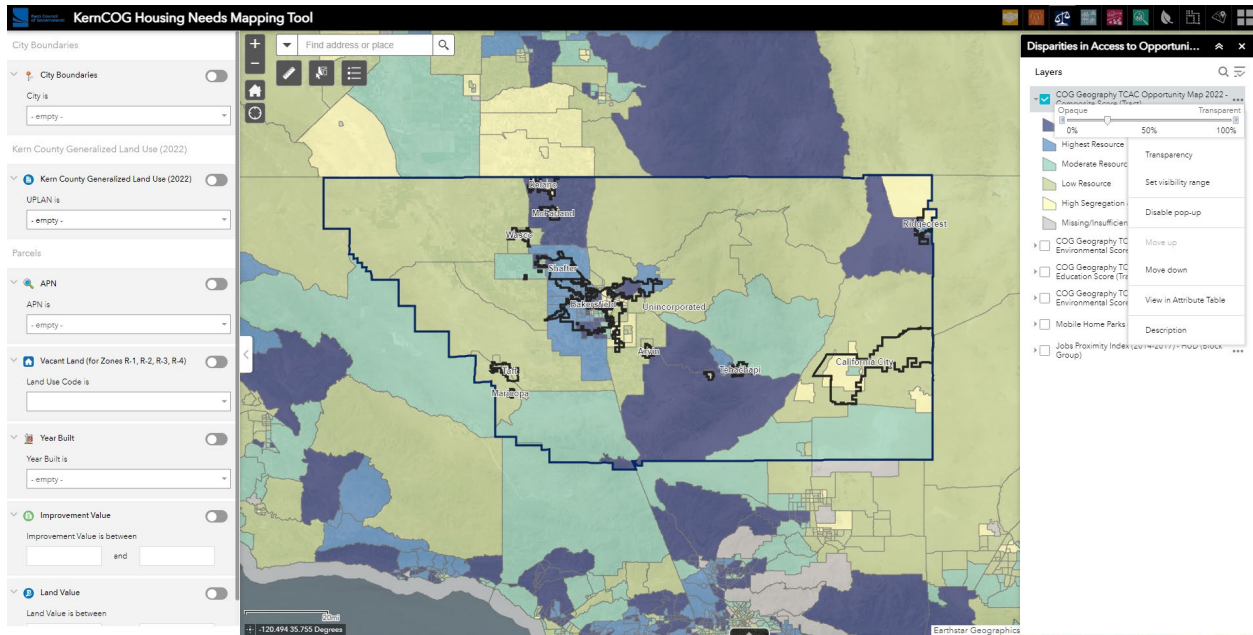 Kern Council
of Governments
KernCOG Housing Needs Mapping Tool
City Boundaries
City Boundaries
City is
- empty -
Kern County Generalized Land Use (2022)
Kern County Generalized Land Use (2022)
UPLAN is
- empty -
Parcels
APN
APN is
- empty -
Vacant Land (for Zones R-1, R-2, R-3, R-4)
Land Use Code is
Year Built
Year Built is
- empty -
Improvement Value
Improvement Value is between
and
Land Value
Land Value is between
+
Find address or place
−
Delano
McFarland
Wasco
Ridgecrest
Shafter
Bakersfield
Unincorporated
Arvin
Taft
Tehachapi
California City
Maricopa
20mi
-120.494 35.755 Degrees
Earthstar Geographics
Disparities in Access to Opportuni...
Layers
COG Geography TCAC Opportunity Map 2022 -
Composite Score (Tract)
Opaque
Transparent
0%
50%
100%
Highest Resource
Moderate Resourc
Low Resource
High Segregation
Missing/Insufficien
COG Geography TC
Environmental Score
COG Geography TC
Education Score (Tra
COG Geography TC
Environmental Score
Mobile Home Parks
Jobs Proximity Index (2014-2017) - HUD (Block
Group)
Transparency
Set visibility range
Disable pop-up
Move up
Move down
View in Attribute Table
Description